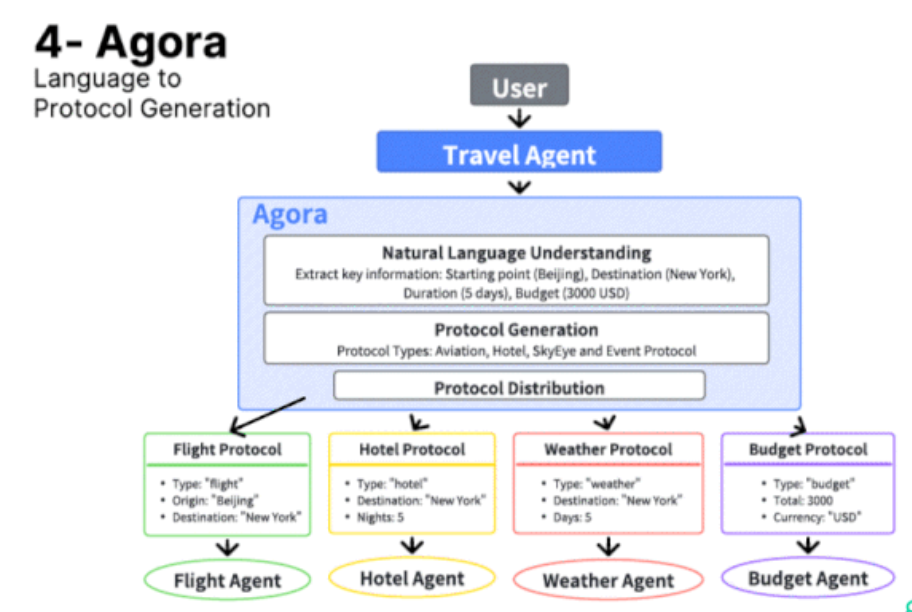 4- Agora
Language to
Protocol Generation
User
Travel Agent
Agora
Natural Language Understanding
Extract key information: Starting point (Beijing), Destination (New York),
Duration (5 days), Budget (3000 USD)
Protocol Generation
Protocol Types: Aviation, Hotel, SkyEye and Event Protocol
Protocol Distribution
Flight Protocol
• Type: "flight"
• Origin: "Beijing"
• Destination: "New York"
Flight Agent
Hotel Protocol
• Type: "hotel"
• Destination: "New York"
• Nights: 5
Hotel Agent
Weather Protocol
• Type: "weather"
• Destination: "New York"
• Days: 5
Weather Agent
Budget Protocol
• Type: "budget"
• Total: 3000
• Currency: "USD"
Budget Agent